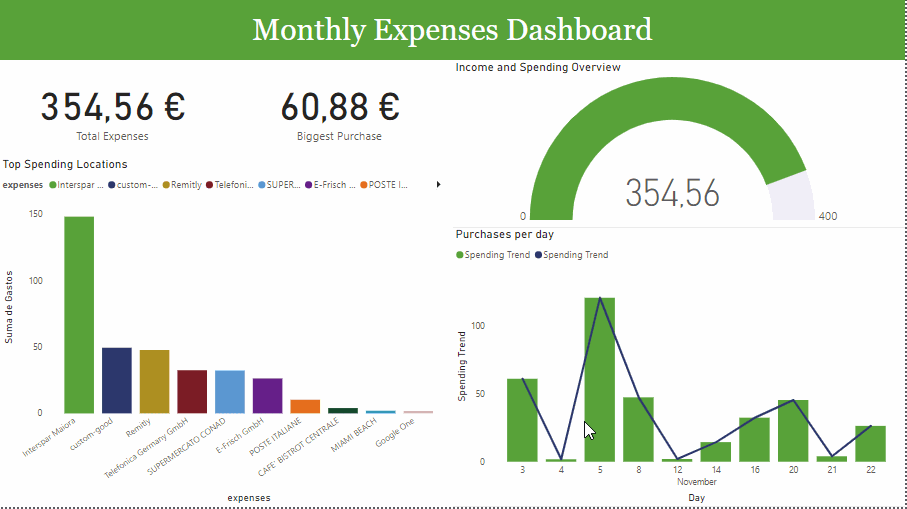 Monthly Expenses Dashboard
354,56 €
Total Expenses
60,88 €
Biggest Purchase
Top Spending Locations
expenses Interspar ... custom-... Remitly Telefoni... SUPER... E-Frisch ... POSTE I...
Suma de Gastos
150
100
50
0
Interspar Maiora
custom-good
Remitly
Telefonica Germany GmbH
SUPERMERCATO CONAD
E-Frisch GmbH
POSTE ITALIANE
CAFE' BISTROT CENTRALE
MIAMI BEACH
Google One
expenses
Income and Spending Overview
354,56
0
400
Purchases per day
Spending Trend Spending Trend
Spending Trend
100
50
0
3 4 5 8 12 14 16 20 21 22
November
Day